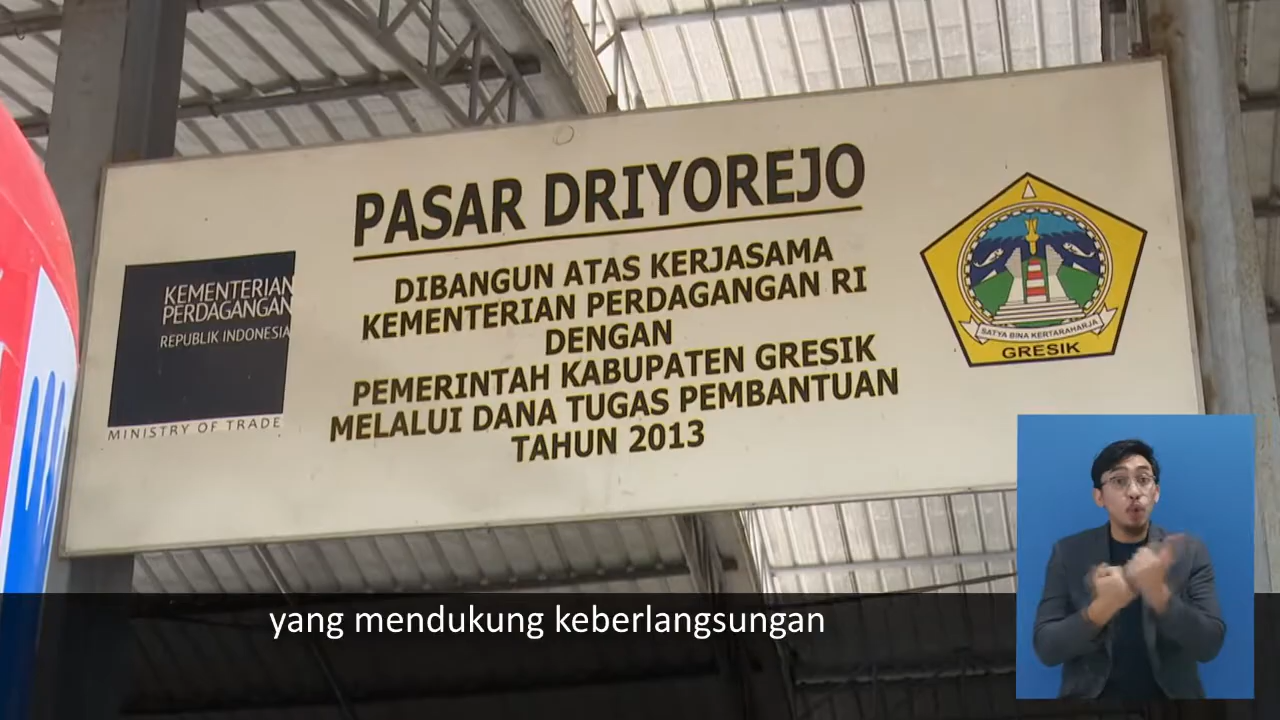 PASAR DRIYOREJO
DIBANGUN ATAS KERJASAMA
KEMENTERIAN PERDAGANGAN RI
DENGAN
PEMERINTAH KABUPATEN GRESIK
MELALUI DANA TUGAS PEMBANTUAN
TAHUN 2013
KEMENTERIAN
PERDAGANGAN
REPUBLIK INDONESIA
MINISTRY OF TRADE
SATYA BINA KERTARAHARJA
GRESIK
yang mendukung keberlangsungan